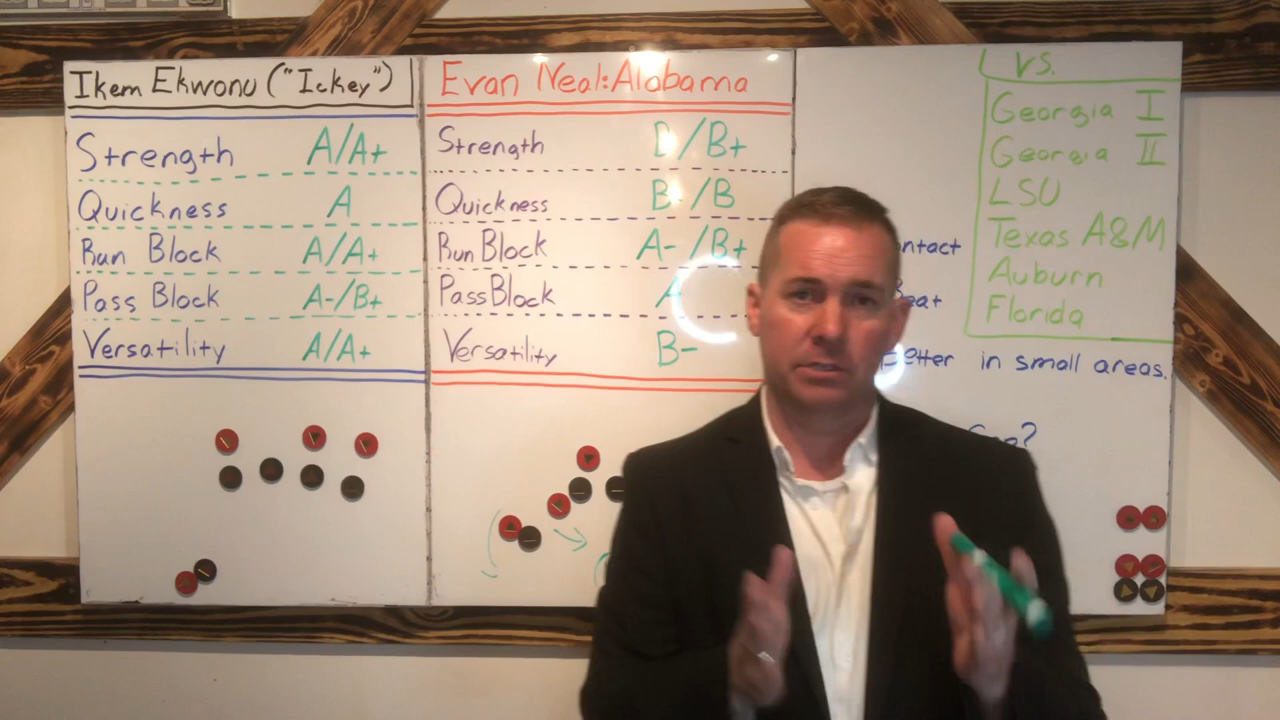 Ikem Ekwonu ("Ickey")
Strength A/A+
Quickness A
Run Block A/A+
Pass Block A-/B+
Versatility A/A+
Evan Neal: Alabama
Strength B/B+
Quickness B-/B
Run Block A-/B+
Pass Block A
Versatility B-
vs.
Georgia I
Georgia II
LSU
Texas A&M
Auburn
Florida
in small areas.